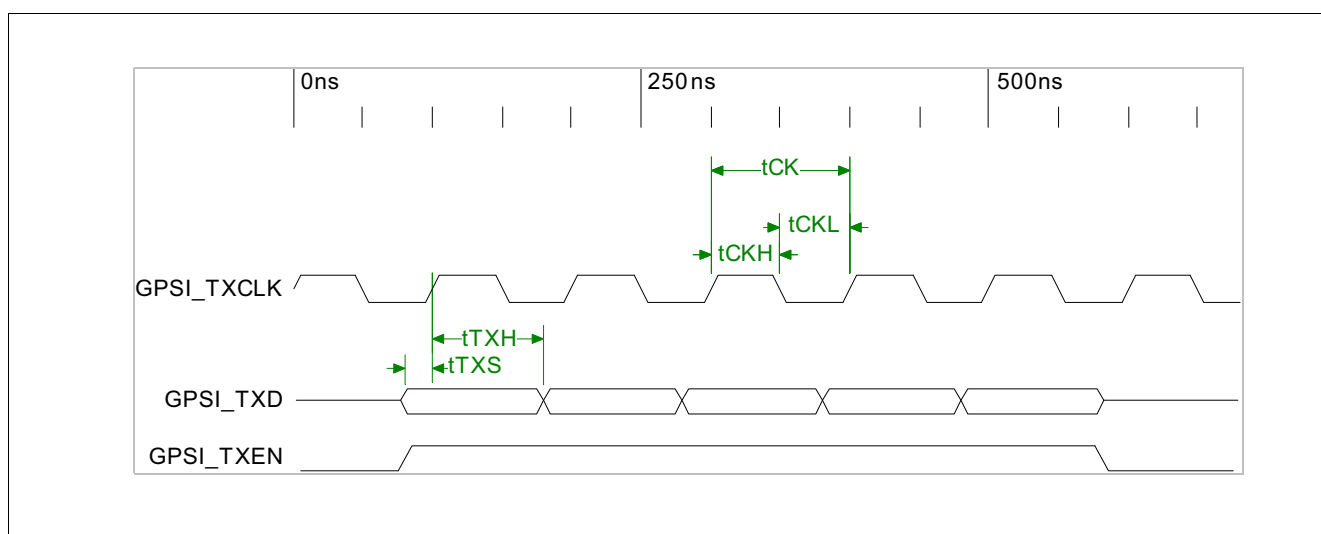 0ns 250ns 500ns
tCK
tCKL
tCKH
GPSI_TXCLK
tTXH
tTXS
GPSI_TXD
GPSI_TXEN